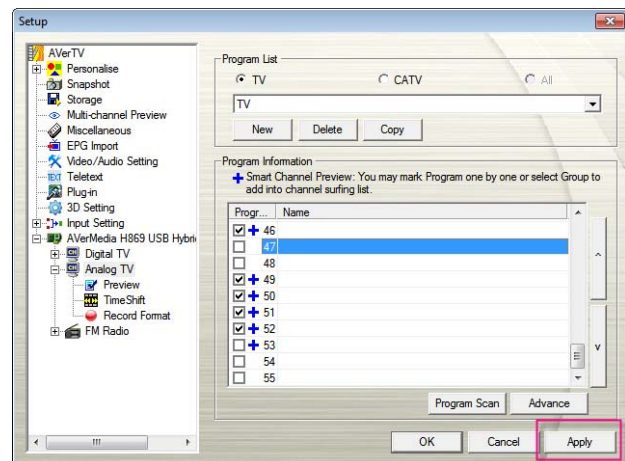 Setup
AVerTV
Personalise
Snapshot
Storage
Multi-channel Preview
Miscellaneous
EPG Import
Video/Audio Setting
TEXT Teletext
Plug-in
3D Setting
Input Setting
AVerMedia H869 USB Hybri
Digital TV
Analog TV
Preview
TimeShift
Record Format
FM Radio
Program List
TV
CATV
All
TV
New
Delete
Copy
Program Information
Smart Channel Preview: You may mark Program one by one or select Group to
add into channel surfing list.
Progr... Name
46
47
48
49
50
51
52
53
54
55
Program Scan
Advance
OK
Cancel
Apply